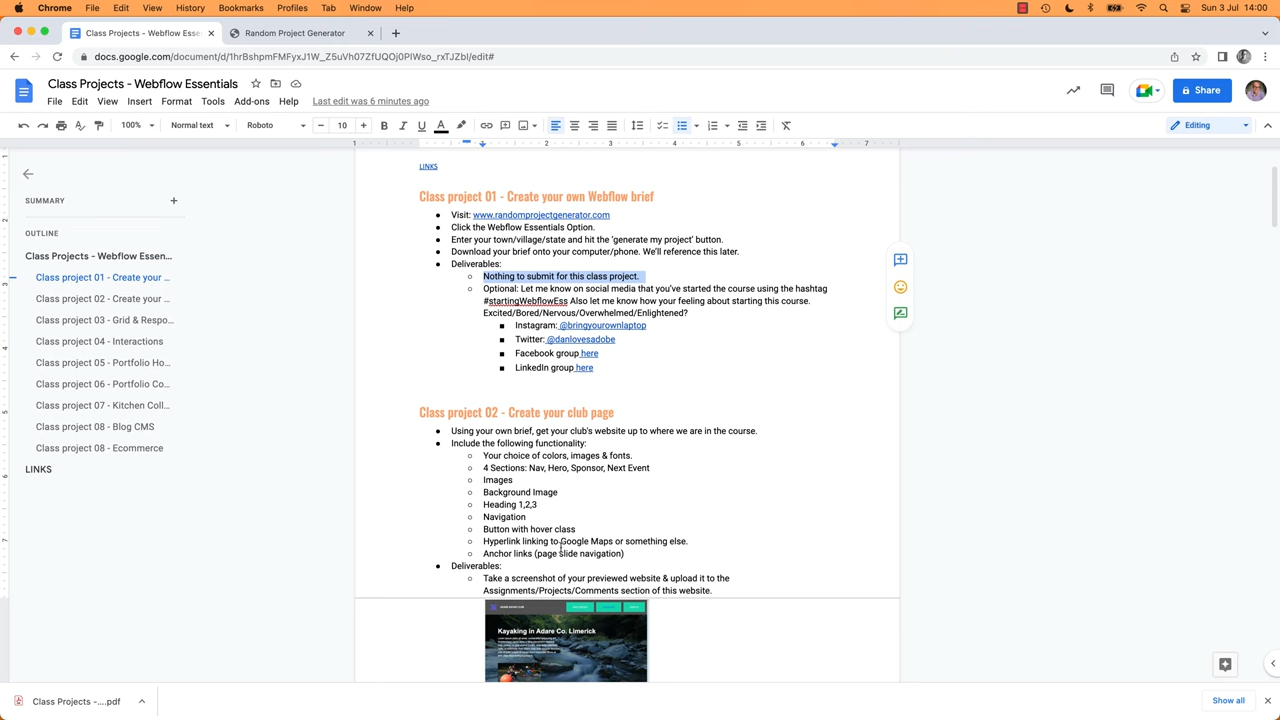 Chrome File Edit View History Bookmarks Profiles Tab Window Help Sun 3 Jul 14:00
Class Projects - Webflow Esse Random Project Generator
docs.google.com/document/d/1hrBshpmFMFyxJ1W_Z5uVh07ZfUQOj0PIWso_rxTJZbI/edit#
Class Projects - Webflow Essentials
File Edit View Insert Format Tools Add-ons Help Last edit was 6 minutes ago
Share
100% Normal text Roboto 10 Editing
LINKS
SUMMARY
OUTLINE
Class Projects - Webflow Essen...
Class project 01 - Create your ...
Class project 02 - Create your ...
Class project 03 - Grid & Respo...
Class project 04 - Interactions
Class project 05 - Portfolio Ho...
Class project 06 - Portfolio Co...
Class project 07 - Kitchen Coll...
Class project 08 - Blog CMS
Class project 08 - Ecommerce
LINKS
Class project 01 - Create your own Webflow brief
Visit: www.randomprojectgenerator.com
Click the Webflow Essentials Option.
Enter your town/village/state and hit the 'generate my project' button.
Download your brief onto your computer/phone. We'll reference this later.
Deliverables:
Nothing to submit for this class project.
Optional: Let me know on social media that you've started the course using the hashtag
#startingWebflowEss Also let me know how your feeling about starting this course.
Excited/Bored/Nervous/Overwhelmed/Enlightened?
Instagram: @bringyourownlaptop
Twitter: @danlovesadobe
Facebook group here
LinkedIn group here
Class project 02 - Create your club page
Using your own brief, get your club's website up to where we are in the course.
Include the following functionality:
Your choice of colors, images & fonts.
4 Sections: Nav, Hero, Sponsor, Next Event
Images
Background Image
Heading 1,2,3
Navigation
Button with hover class
Hyperlink linking to Google Maps or something else.
Anchor links (page slide navigation)
Deliverables:
Take a screenshot of your previewed website & upload it to the
Assignments/Projects/Comments section of this website.
Kayaking in Adare Co. Limerick
Class Projects -....pdf
Show all